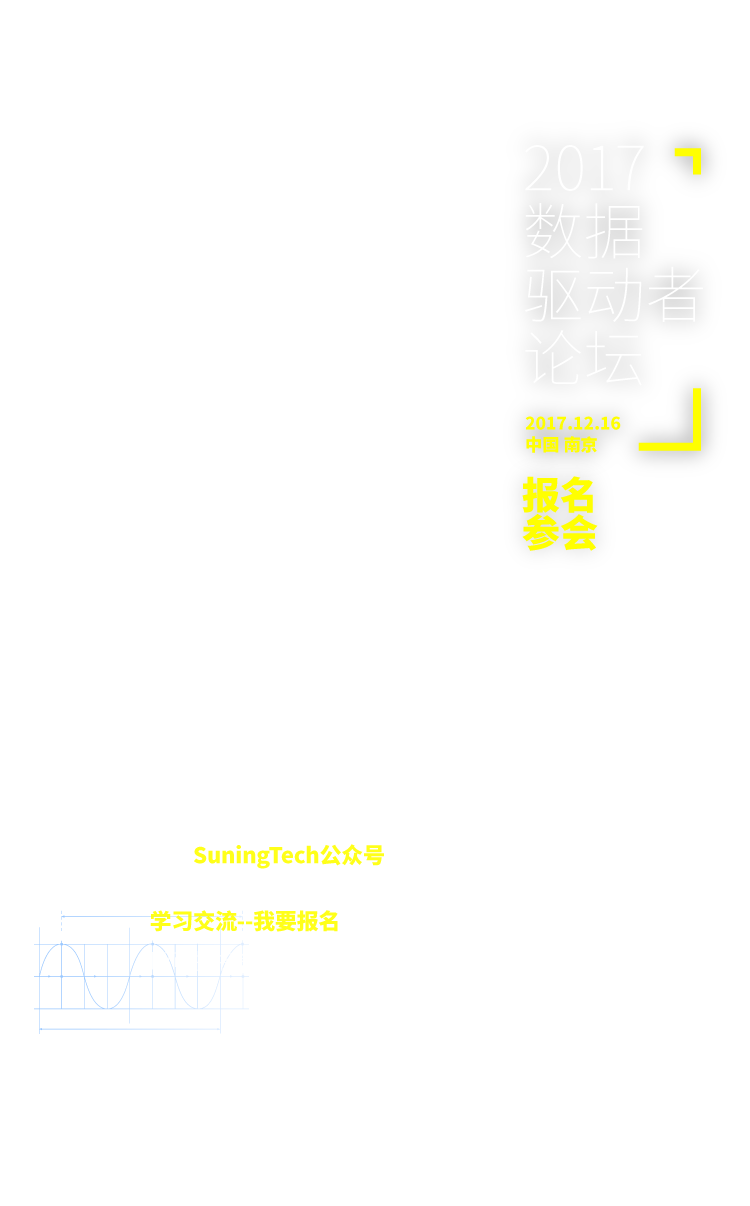 2017
数据
驱动者
论坛
2017.12.16
中国 南京
报名
参会
SuningTech公众号
学习交流--我要报名